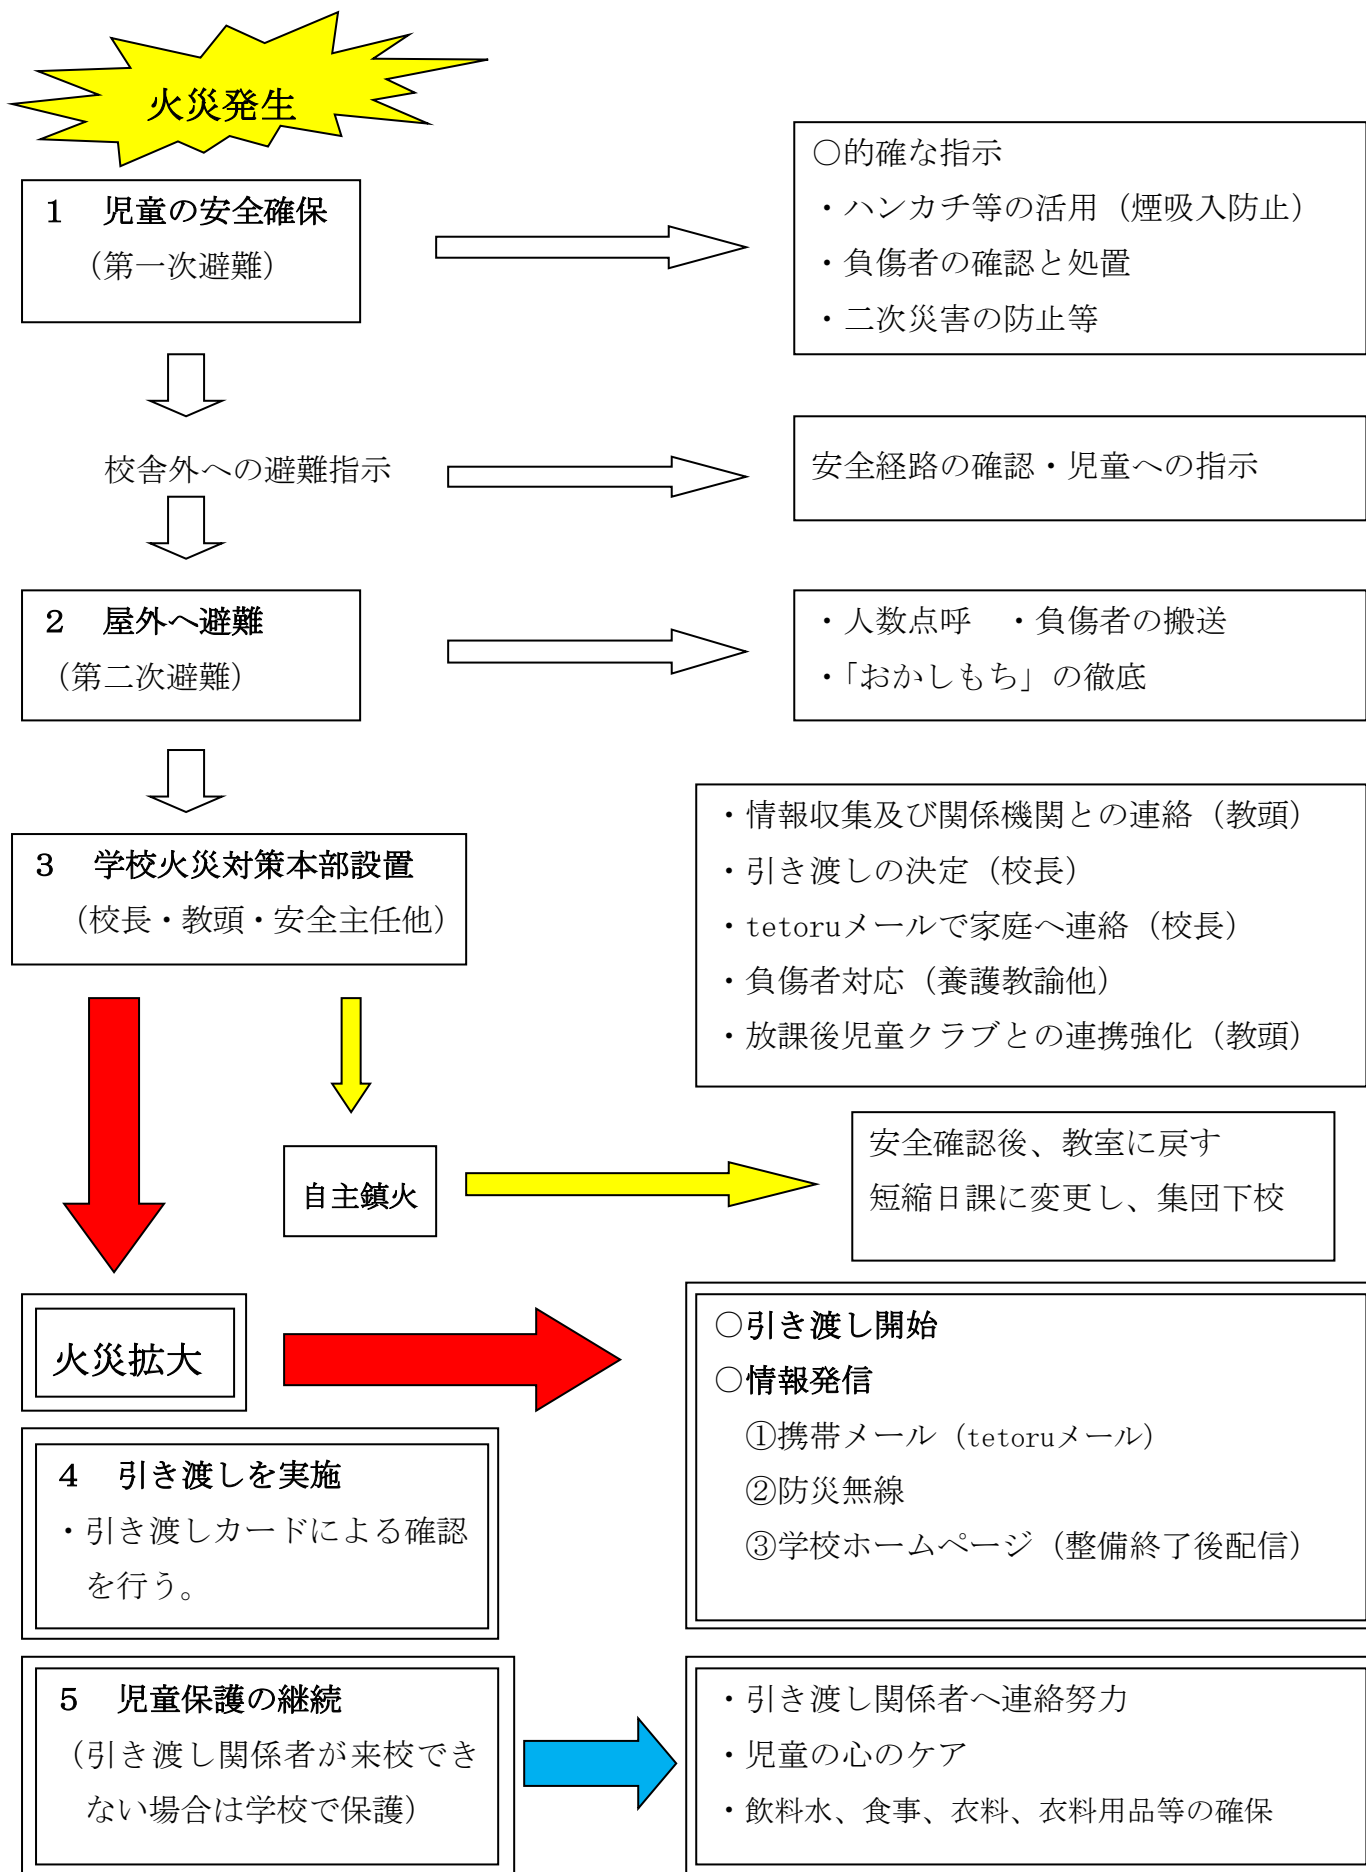 火災発生
１　児童の安全確保
（第一次避難）
○的確な指示
・ハンカチ等の活用（煙吸入防止）
・負傷者の確認と処置
・二次災害の防止等
校舎外への避難指示
安全経路の確認・児童への指示
２　屋外へ避難
（第二次避難）
・人数点呼　・負傷者の搬送
・「おかしもち」の徹底
３　学校火災対策本部設置
（校長・教頭・安全主任他）
・情報収集及び関係機関との連絡（教頭）
・引き渡しの決定（校長）
・tetoruメールで家庭へ連絡（校長）
・負傷者対応（養護教諭他）
・放課後児童クラブとの連携強化（教頭）
自主鎮火
安全確認後、教室に戻す
短縮日課に変更し、集団下校
火災拡大
○引き渡し開始
○情報発信
①携帯メール（tetoruメール）
②防災無線
③学校ホームページ（整備終了後配信）
４　引き渡しを実施
・引き渡しカードによる確認
を行う。
５　児童保護の継続
（引き渡し関係者が来校でき
ない場合は学校で保護）
・引き渡し関係者へ連絡努力
・児童の心のケア
・飲料水、食事、衣料、衣料用品等の確保